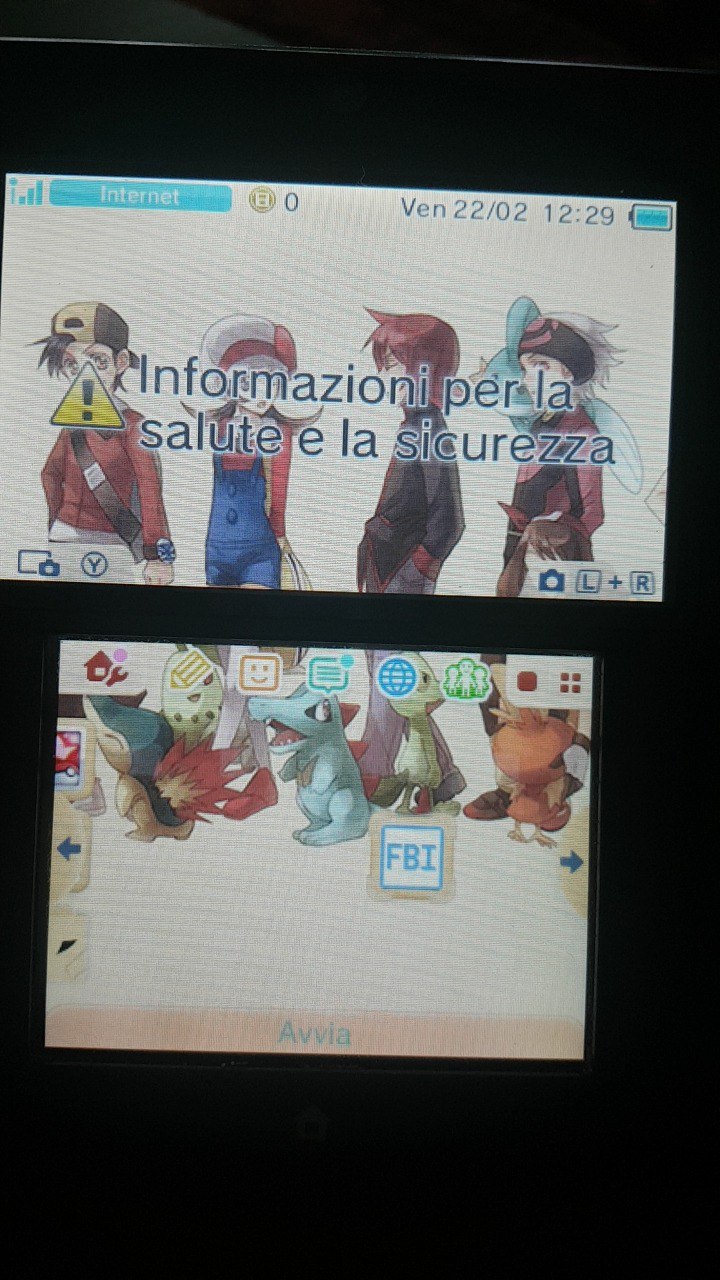 Internet 0 Ven 22/02 12:29
Informazioni per la
salute e la sicurezza
Y L + R
FBI
Avvia